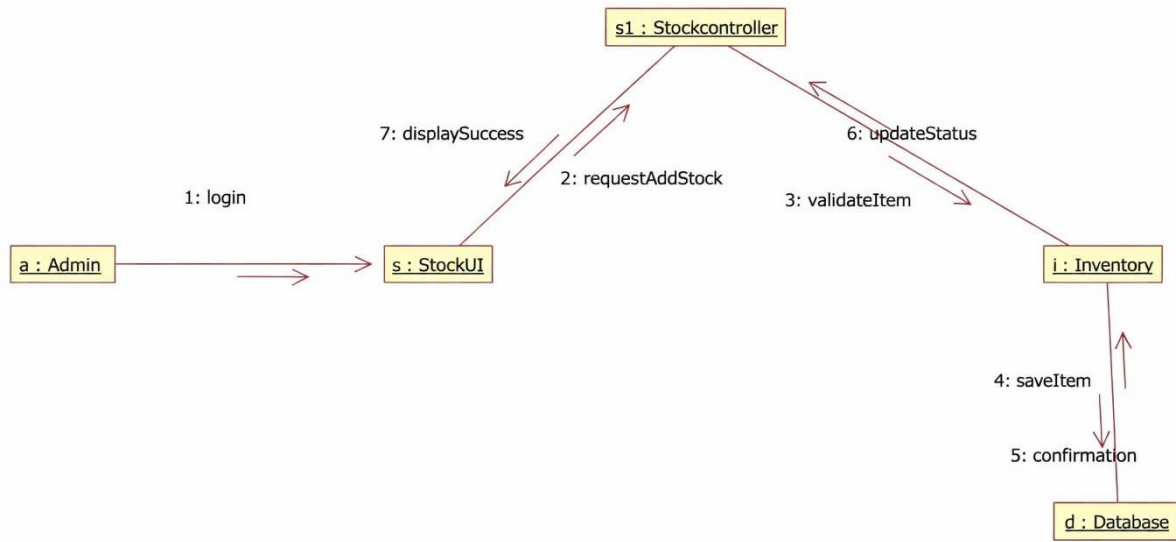 s1 : Stockcontroller
7: displaySuccess
6: updateStatus
2: requestAddStock
1: login
3: validateItem
a : Admin
s : StockUI
i : Inventory
4: saveItem
5: confirmation
d : Database